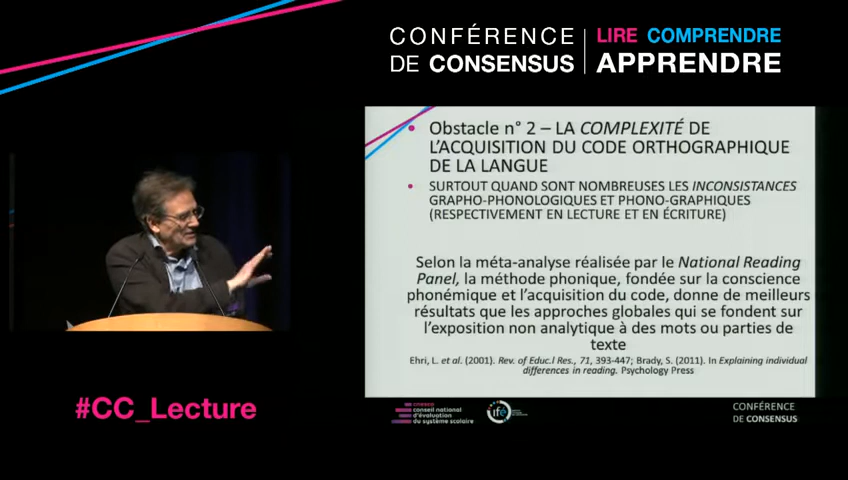 CONFÉRENCE
DE CONSENSUS
LIRE COMPRENDRE
APPRENDRE
• Obstacle n° 2 – LA COMPLEXITÉ DE
L'ACQUISITION DU CODE ORTHOGRAPHIQUE
DE LA LANGUE
• SURTOUT QUAND SONT NOMBREUSES LES INCONSISTANCES
GRAPHO-PHONOLOGIQUES ET PHONO-GRAPHIQUES
(RESPECTIVEMENT EN LECTURE ET EN ÉCRITURE)
Selon la méta-analyse réalisée par le National Reading
Panel, la méthode phonique, fondée sur la conscience
phonémique et l'acquisition du code, donne de meilleurs
résultats que les approches globales qui se fondent sur
l'exposition non analytique à des mots ou parties de
texte
Ehri, L. et al. (2001). Rev. of Educ.l Res., 71, 393-447; Brady, S. (2011). In Explaining individual
differences in reading. Psychology Press
#CC_Lecture
cnesco
conseil national
d'évaluation
du système scolaire
ifé
CONFÉRENCE
DE CONSENSUS